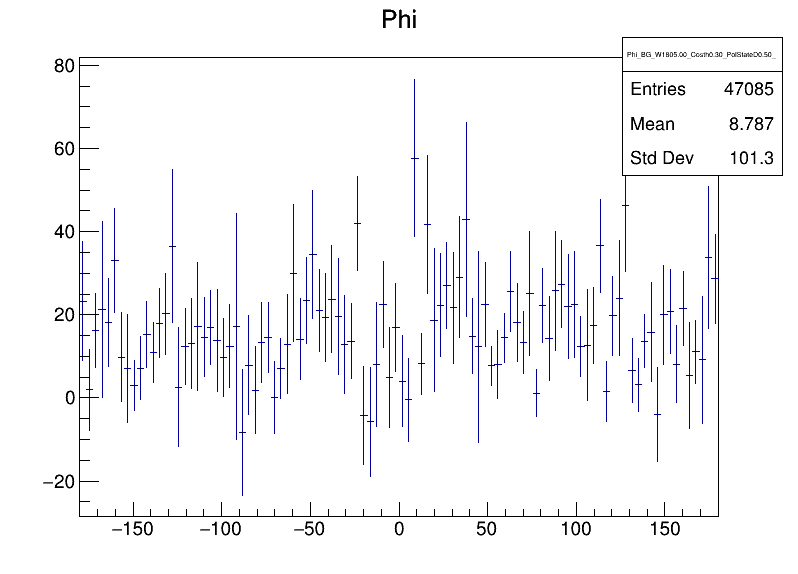 Phi
Phi_BG_W1805.00_Costh0.30_PolStateD0.50_
Entries 47085
Mean 8.787
Std Dev 101.3
80
60
40
20
0
−20
−150 −100 −50 0 50 100 150